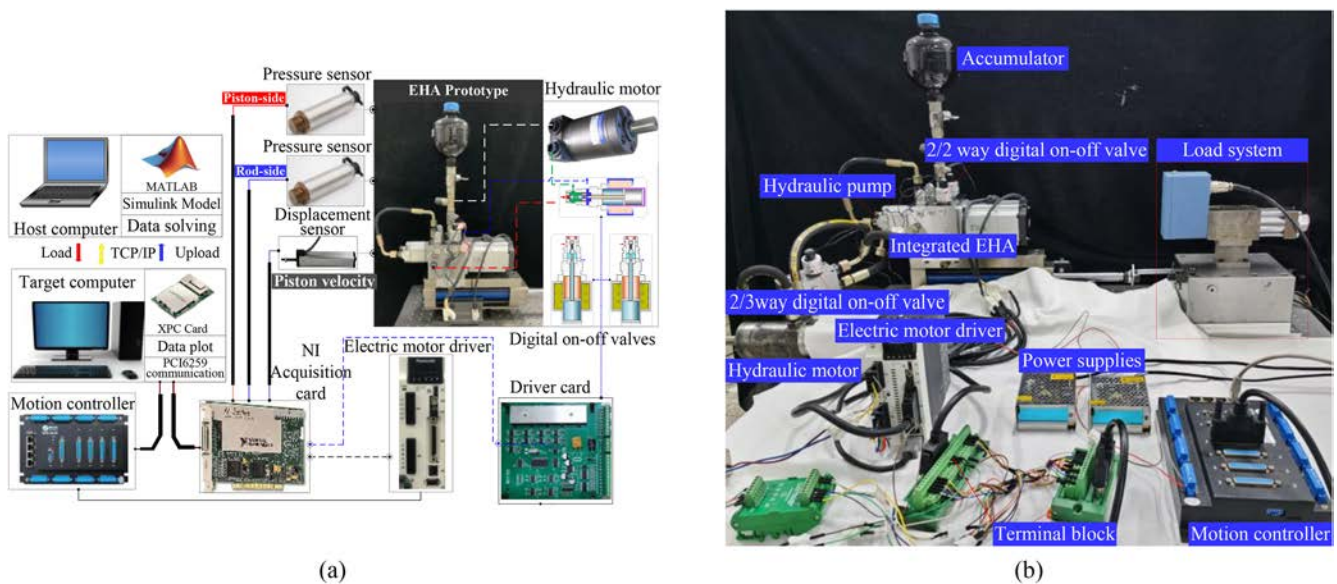 Pressure sensor
Piston-side
EHA Prototype
Hydraulic motor
Pressure sensor
Rod-side
MATLAB
Simulink Model
Data solving
Host computer
Displacement
sensor
Load TCP/IP Upload
Piston velocity
Target computer
XPC Card
Data plot
PCI6259
communication
NI
Acquisition
card
Electric motor driver
Digital on-off valves
Driver card
Motion controller
(a)
Accumulator
2/2 way digital on-off valve
Load system
Hydraulic pump
Integrated EHA
2/3way digital on-off valve
Electric motor driver
Power supplies
Hydraulic motor
Terminal block
Motion controller
(b)